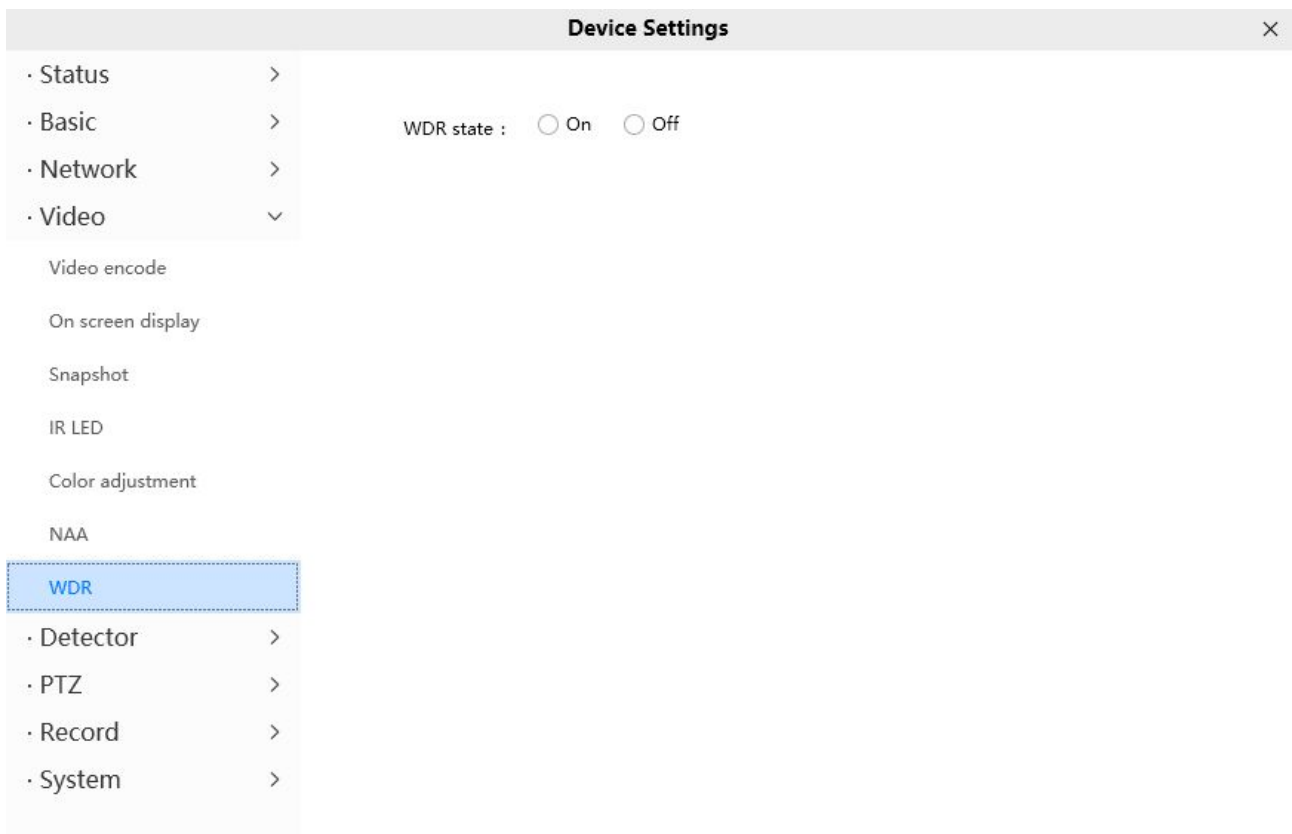 Device Settings
· Status
· Basic
· Network
· Video
Video encode
On screen display
Snapshot
IR LED
Color adjustment
NAA
WDR
· Detector
· PTZ
· Record
· System
WDR state : On Off